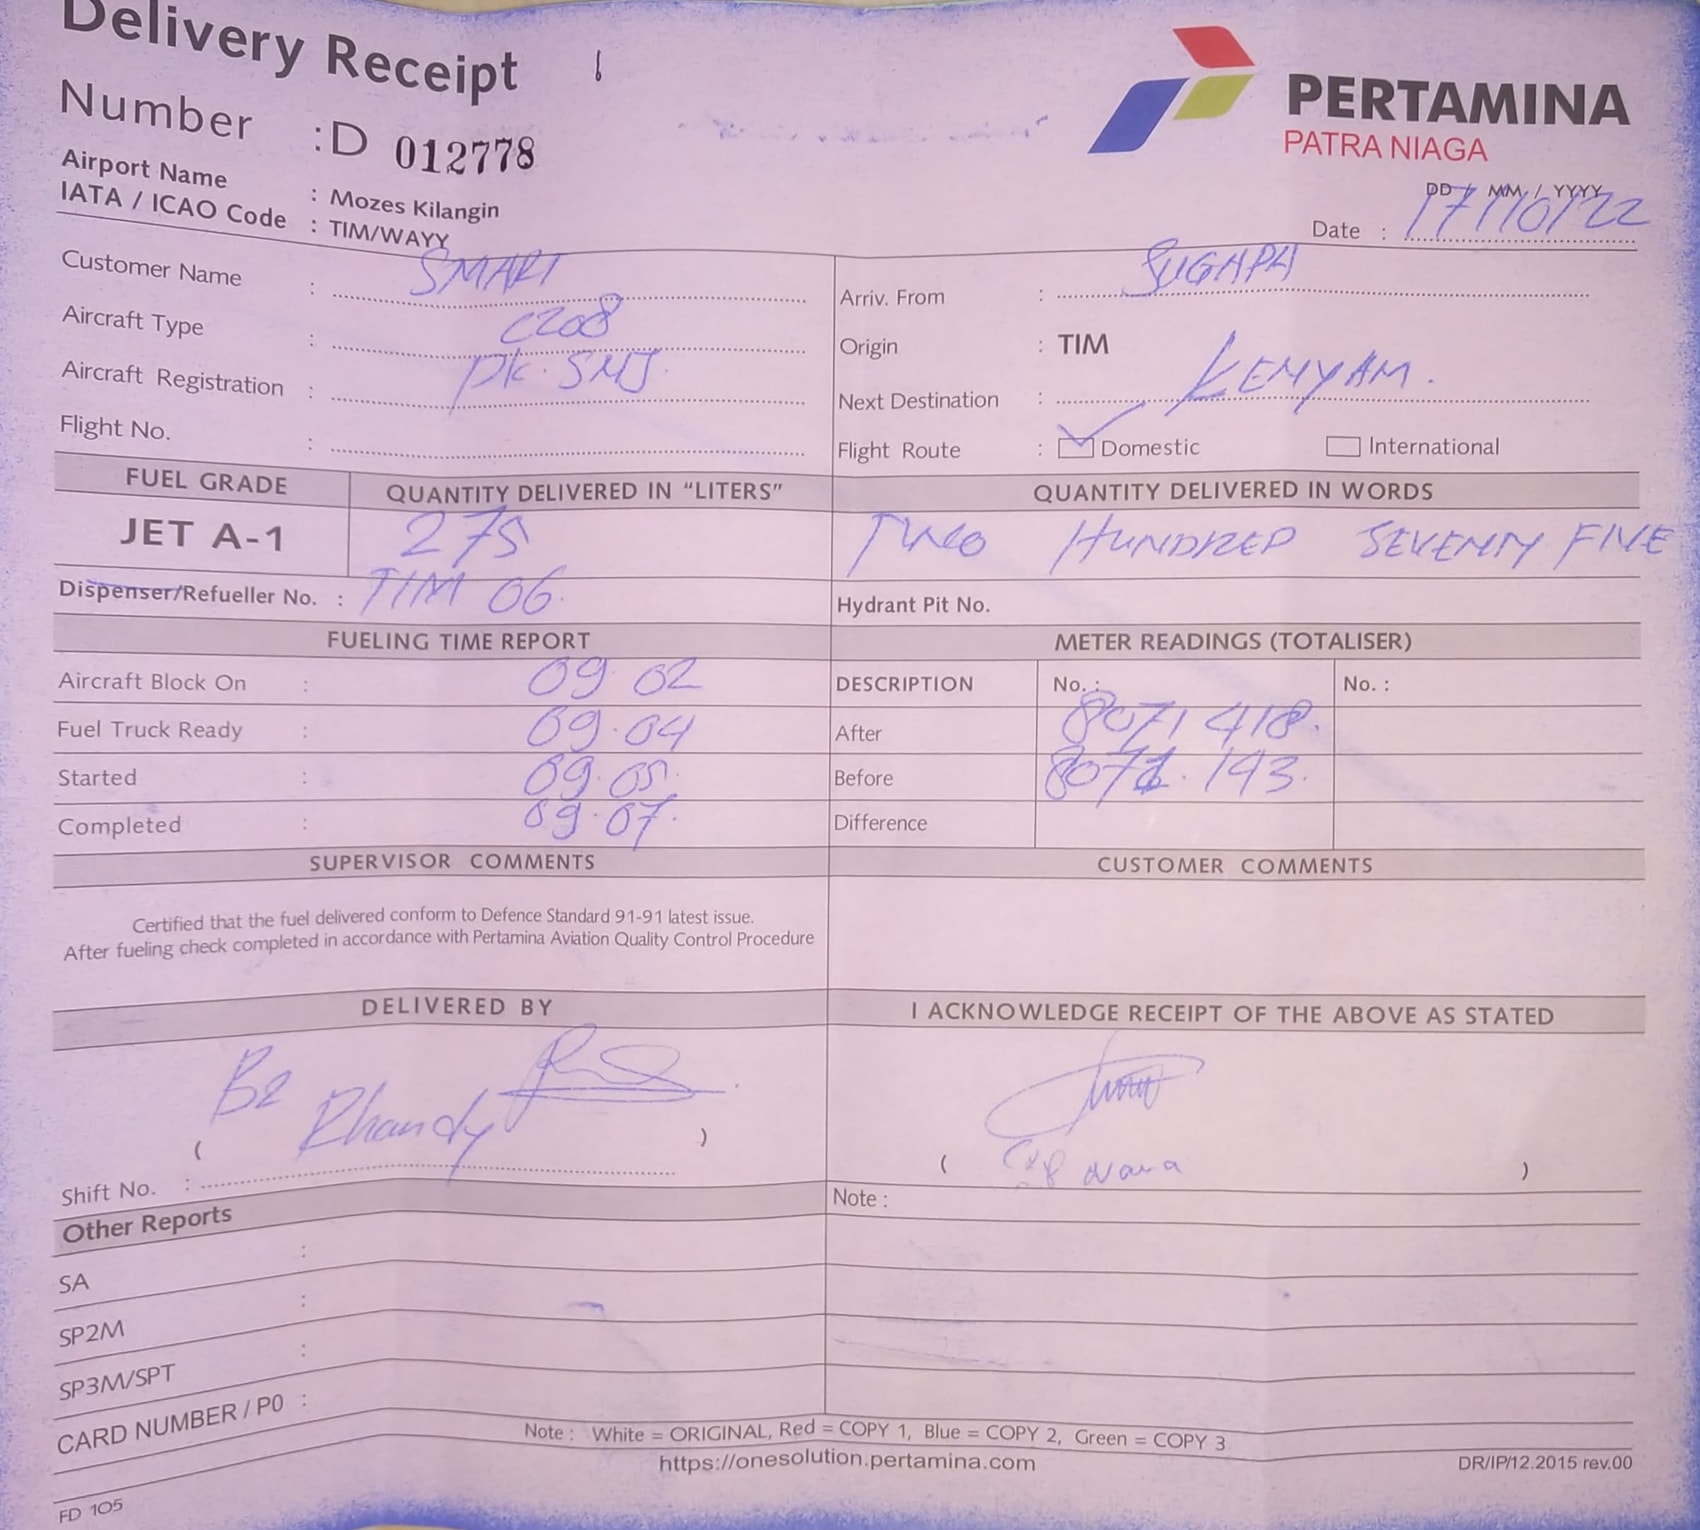 Delivery Receipt
Number :D 012778
PERTAMINA
PATRA NIAGA
Airport Name : Mozes Kilangin
IATA / ICAO Code : TIM/WAYY
DD / MM / YYYY
Date : 17/10/22
Customer Name : SMART
Arriv. From : SUGAPA
Aircraft Type : C208
Origin : TIM
Aircraft Registration : PK. SNJ.
Next Destination : KENYAM.
Flight No. :
Flight Route : Domestic International
FUEL GRADE QUANTITY DELIVERED IN "LITERS" QUANTITY DELIVERED IN WORDS
JET A-1 275 TWO HUNDRED SEVENTY FIVE
Dispenser/Refueller No. : TIM 06. Hydrant Pit No.
FUELING TIME REPORT METER READINGS (TOTALISER)
Aircraft Block On : 09.02 DESCRIPTION No. : No. :
Fuel Truck Ready : 09.04 After 8071 418.
Started : 09.05. Before 8071.143.
Completed : 09.07. Difference
SUPERVISOR COMMENTS CUSTOMER COMMENTS
Certified that the fuel delivered conform to Defence Standard 91-91 latest issue.
After fueling check completed in accordance with Pertamina Aviation Quality Control Procedure
DELIVERED BY I ACKNOWLEDGE RECEIPT OF THE ABOVE AS STATED
B2 Rhandy
( ) ( )
Shift No. :
Note :
Other Reports
:
SA
:
SP2M
:
SP3M/SPT
CARD NUMBER / P0 :
Note : White = ORIGINAL, Red = COPY 1, Blue = COPY 2, Green = COPY 3
https://onesolution.pertamina.com
DR/IP/12.2015 rev.00
FD 105